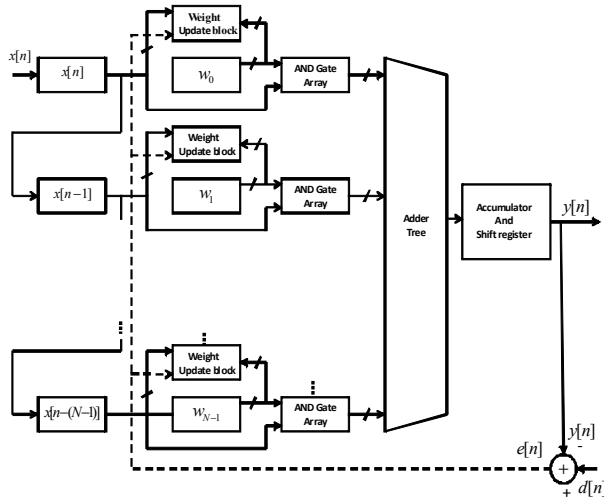 x[n]
x[n]
Weight
Update block
w0
AND Gate
Array
x[n−1]
Weight
Update block
w1
AND Gate
Array
Adder
Tree
Accumulator
And
Shift register
y[n]
x[n−(N−1)]
Weight
Update block
wN−1
AND Gate
Array
e[n]
y[n]
-
+
+
d[n]